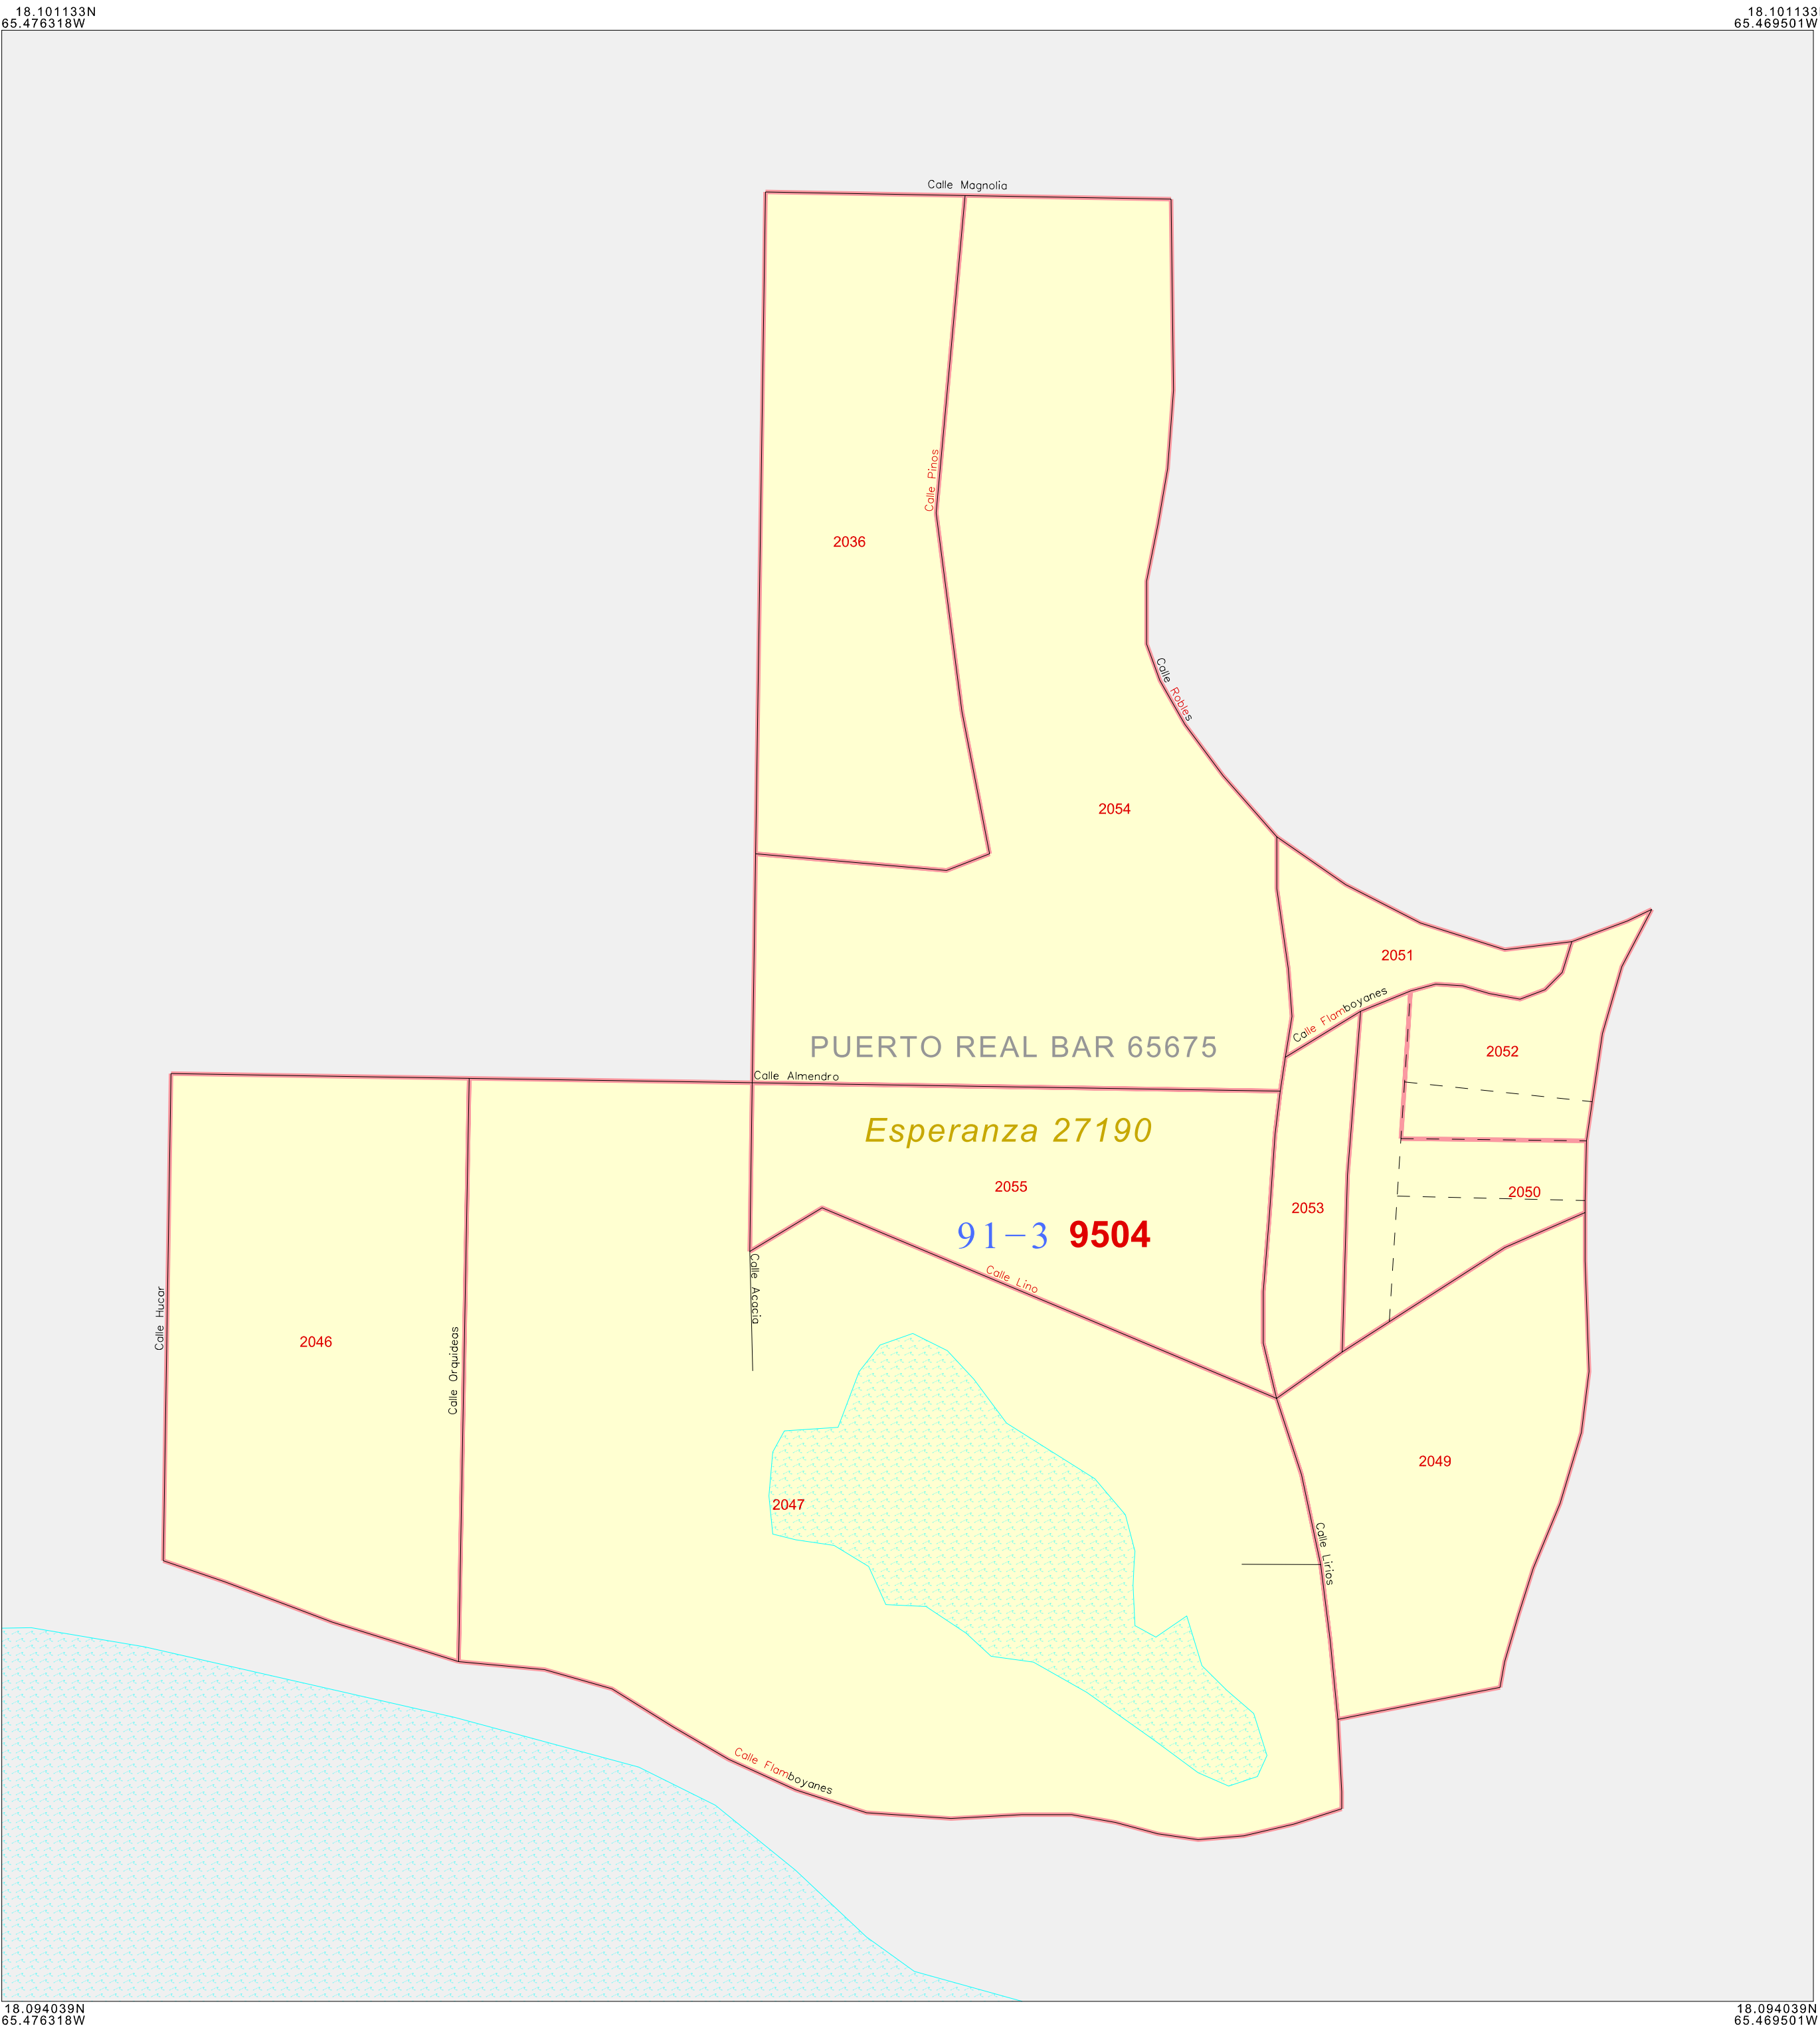 18.101133N
65.476318W
18.101133
65.469501W
Calle Magnolia
Calle Pinos
2036
Calle Robles
2054
2051
Calle Flamboyanes
PUERTO REAL BAR 65675
2052
Calle Almendro
Esperanza 27190
2055
2050
2053
91-3 9504
Calle Lino
Calle Acacia
Calle Hucar
2046
Calle Orquideas
2049
2047
Calle Lirios
Calle Flamboyanes
18.094039N
65.476318W
18.094039N
65.469501W